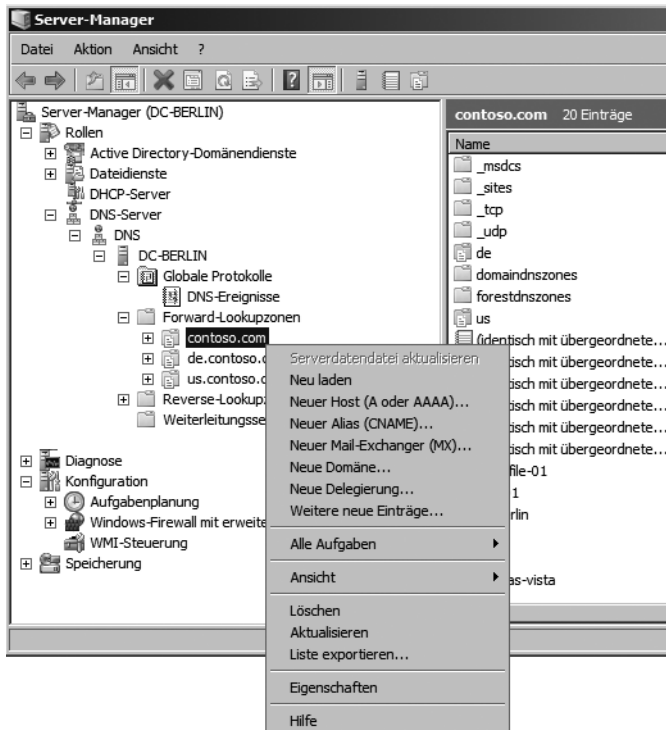 Server-Manager
Datei Aktion Ansicht ?
Server-Manager (DC-BERLIN)
Rollen
Active Directory-Domänendienste
Dateidienste
DHCP-Server
DNS-Server
DNS
DC-BERLIN
Globale Protokolle
DNS-Ereignisse
Forward-Lookupzonen
contoso.com
de.contoso.c
us.contoso.c
Reverse-Lookup
Weiterleitungsse
Diagnose
Konfiguration
Aufgabenplanung
Windows-Firewall mit erweite
WMI-Steuerung
Speicherung
contoso.com 20 Einträge
Name
_msdcs
_sites
_tcp
_udp
de
domaindnszones
forestdnszones
us
(identisch mit übergeordnete...
tisch mit übergeordnete...
tisch mit übergeordnete...
tisch mit übergeordnete...
tisch mit übergeordnete...
file-01
1
rlin
as-vista
Serverdatendatei aktualisieren
Neu laden
Neuer Host (A oder AAAA)...
Neuer Alias (CNAME)...
Neuer Mail-Exchanger (MX)...
Neue Domäne...
Neue Delegierung...
Weitere neue Einträge...
Alle Aufgaben
Ansicht
Löschen
Aktualisieren
Liste exportieren...
Eigenschaften
Hilfe